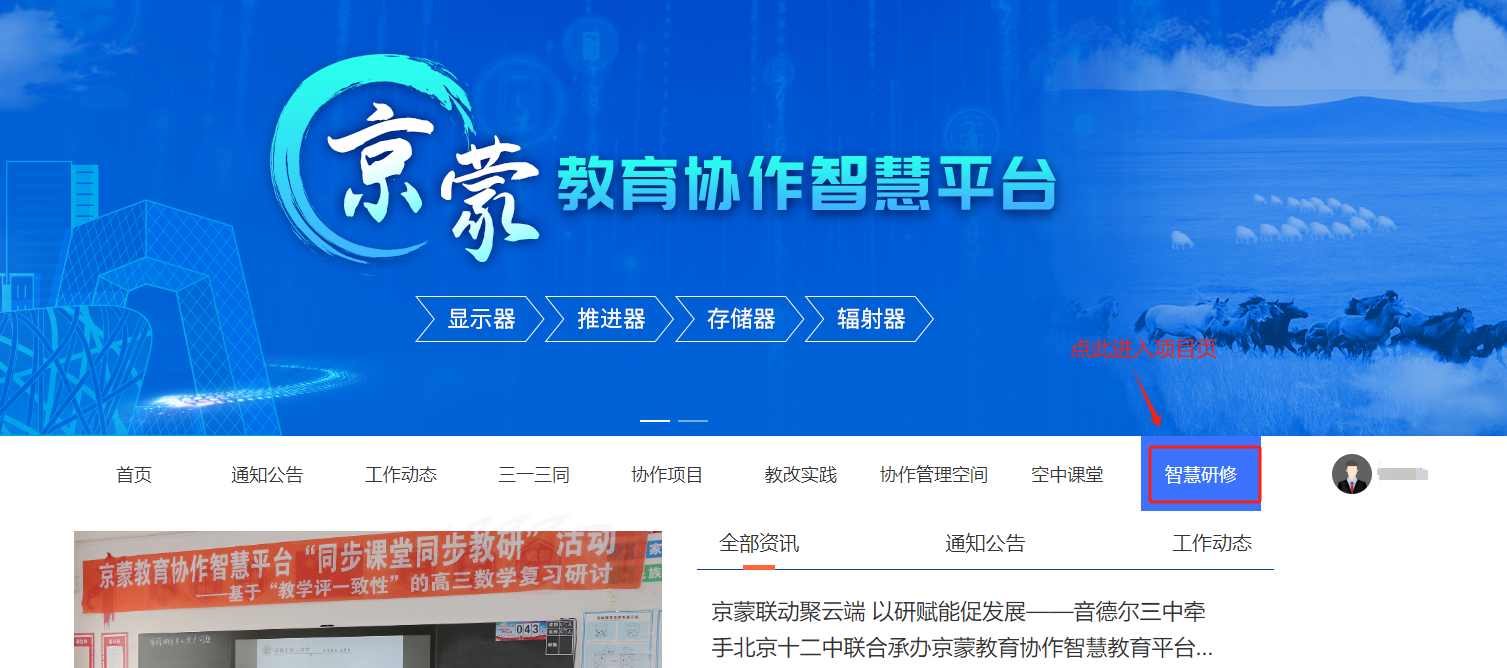 京蒙
教育协作智慧平台
显示器
推进器
存储器
辐射器
点此进入项目页
首页
通知公告
工作动态
三一三同
协作项目
教改实践
协作管理空间
空中课堂
智慧研修
京蒙教育协作智慧平台“同步课堂同步教研”活动
——基于“教学评一致性”的高三数学复习研讨
043
全部资讯
通知公告
工作动态
京蒙联动聚云端 以研赋能促发展——音德尔三中牵
手北京十二中联合承办京蒙教育协作智慧教育平台...